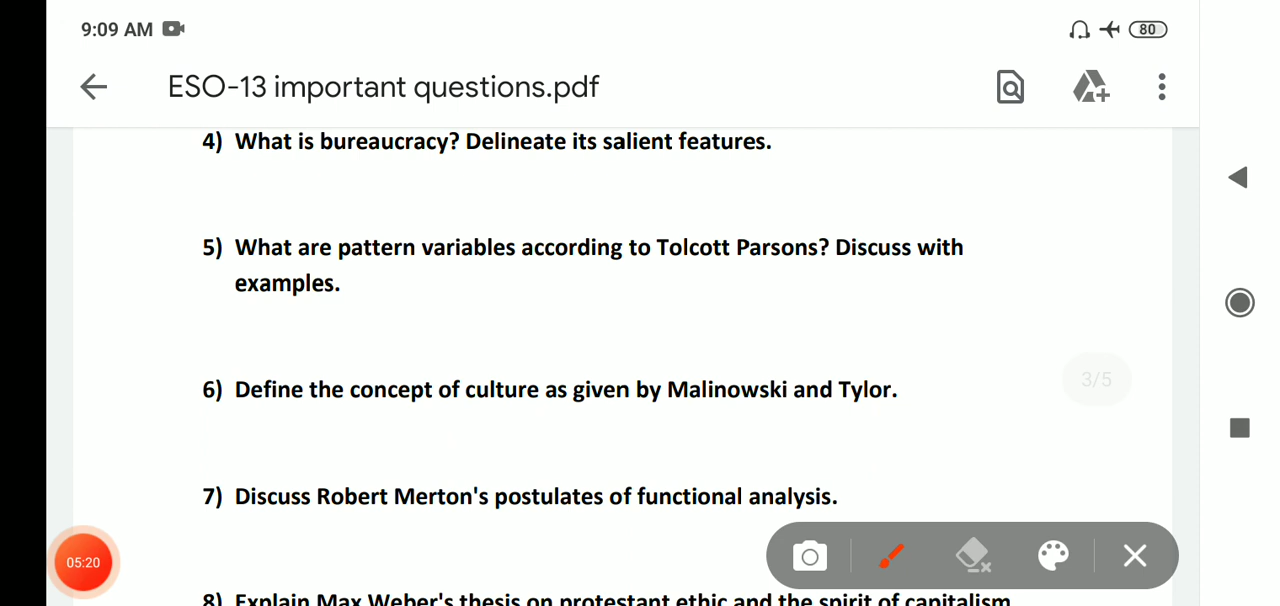 9:09 AM
80
ESO-13 important questions.pdf
4) What is bureaucracy? Delineate its salient features.
5) What are pattern variables according to Tolcott Parsons? Discuss with
examples.
6) Define the concept of culture as given by Malinowski and Tylor.
3/5
7) Discuss Robert Merton's postulates of functional analysis.
05:20
8) Explain Max Weber's thesis on protestant ethic and the spirit of capitalism